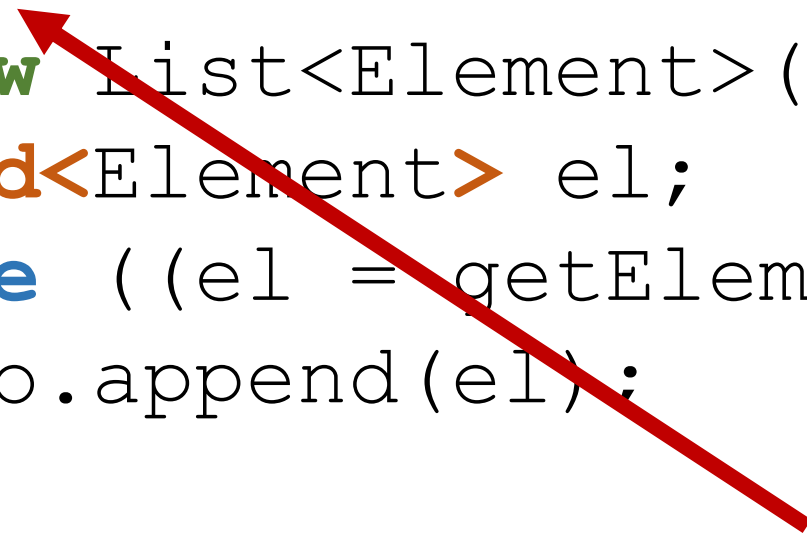 w List<Element>(
d<Element> el;
e ((el = getElem
o.append(el);